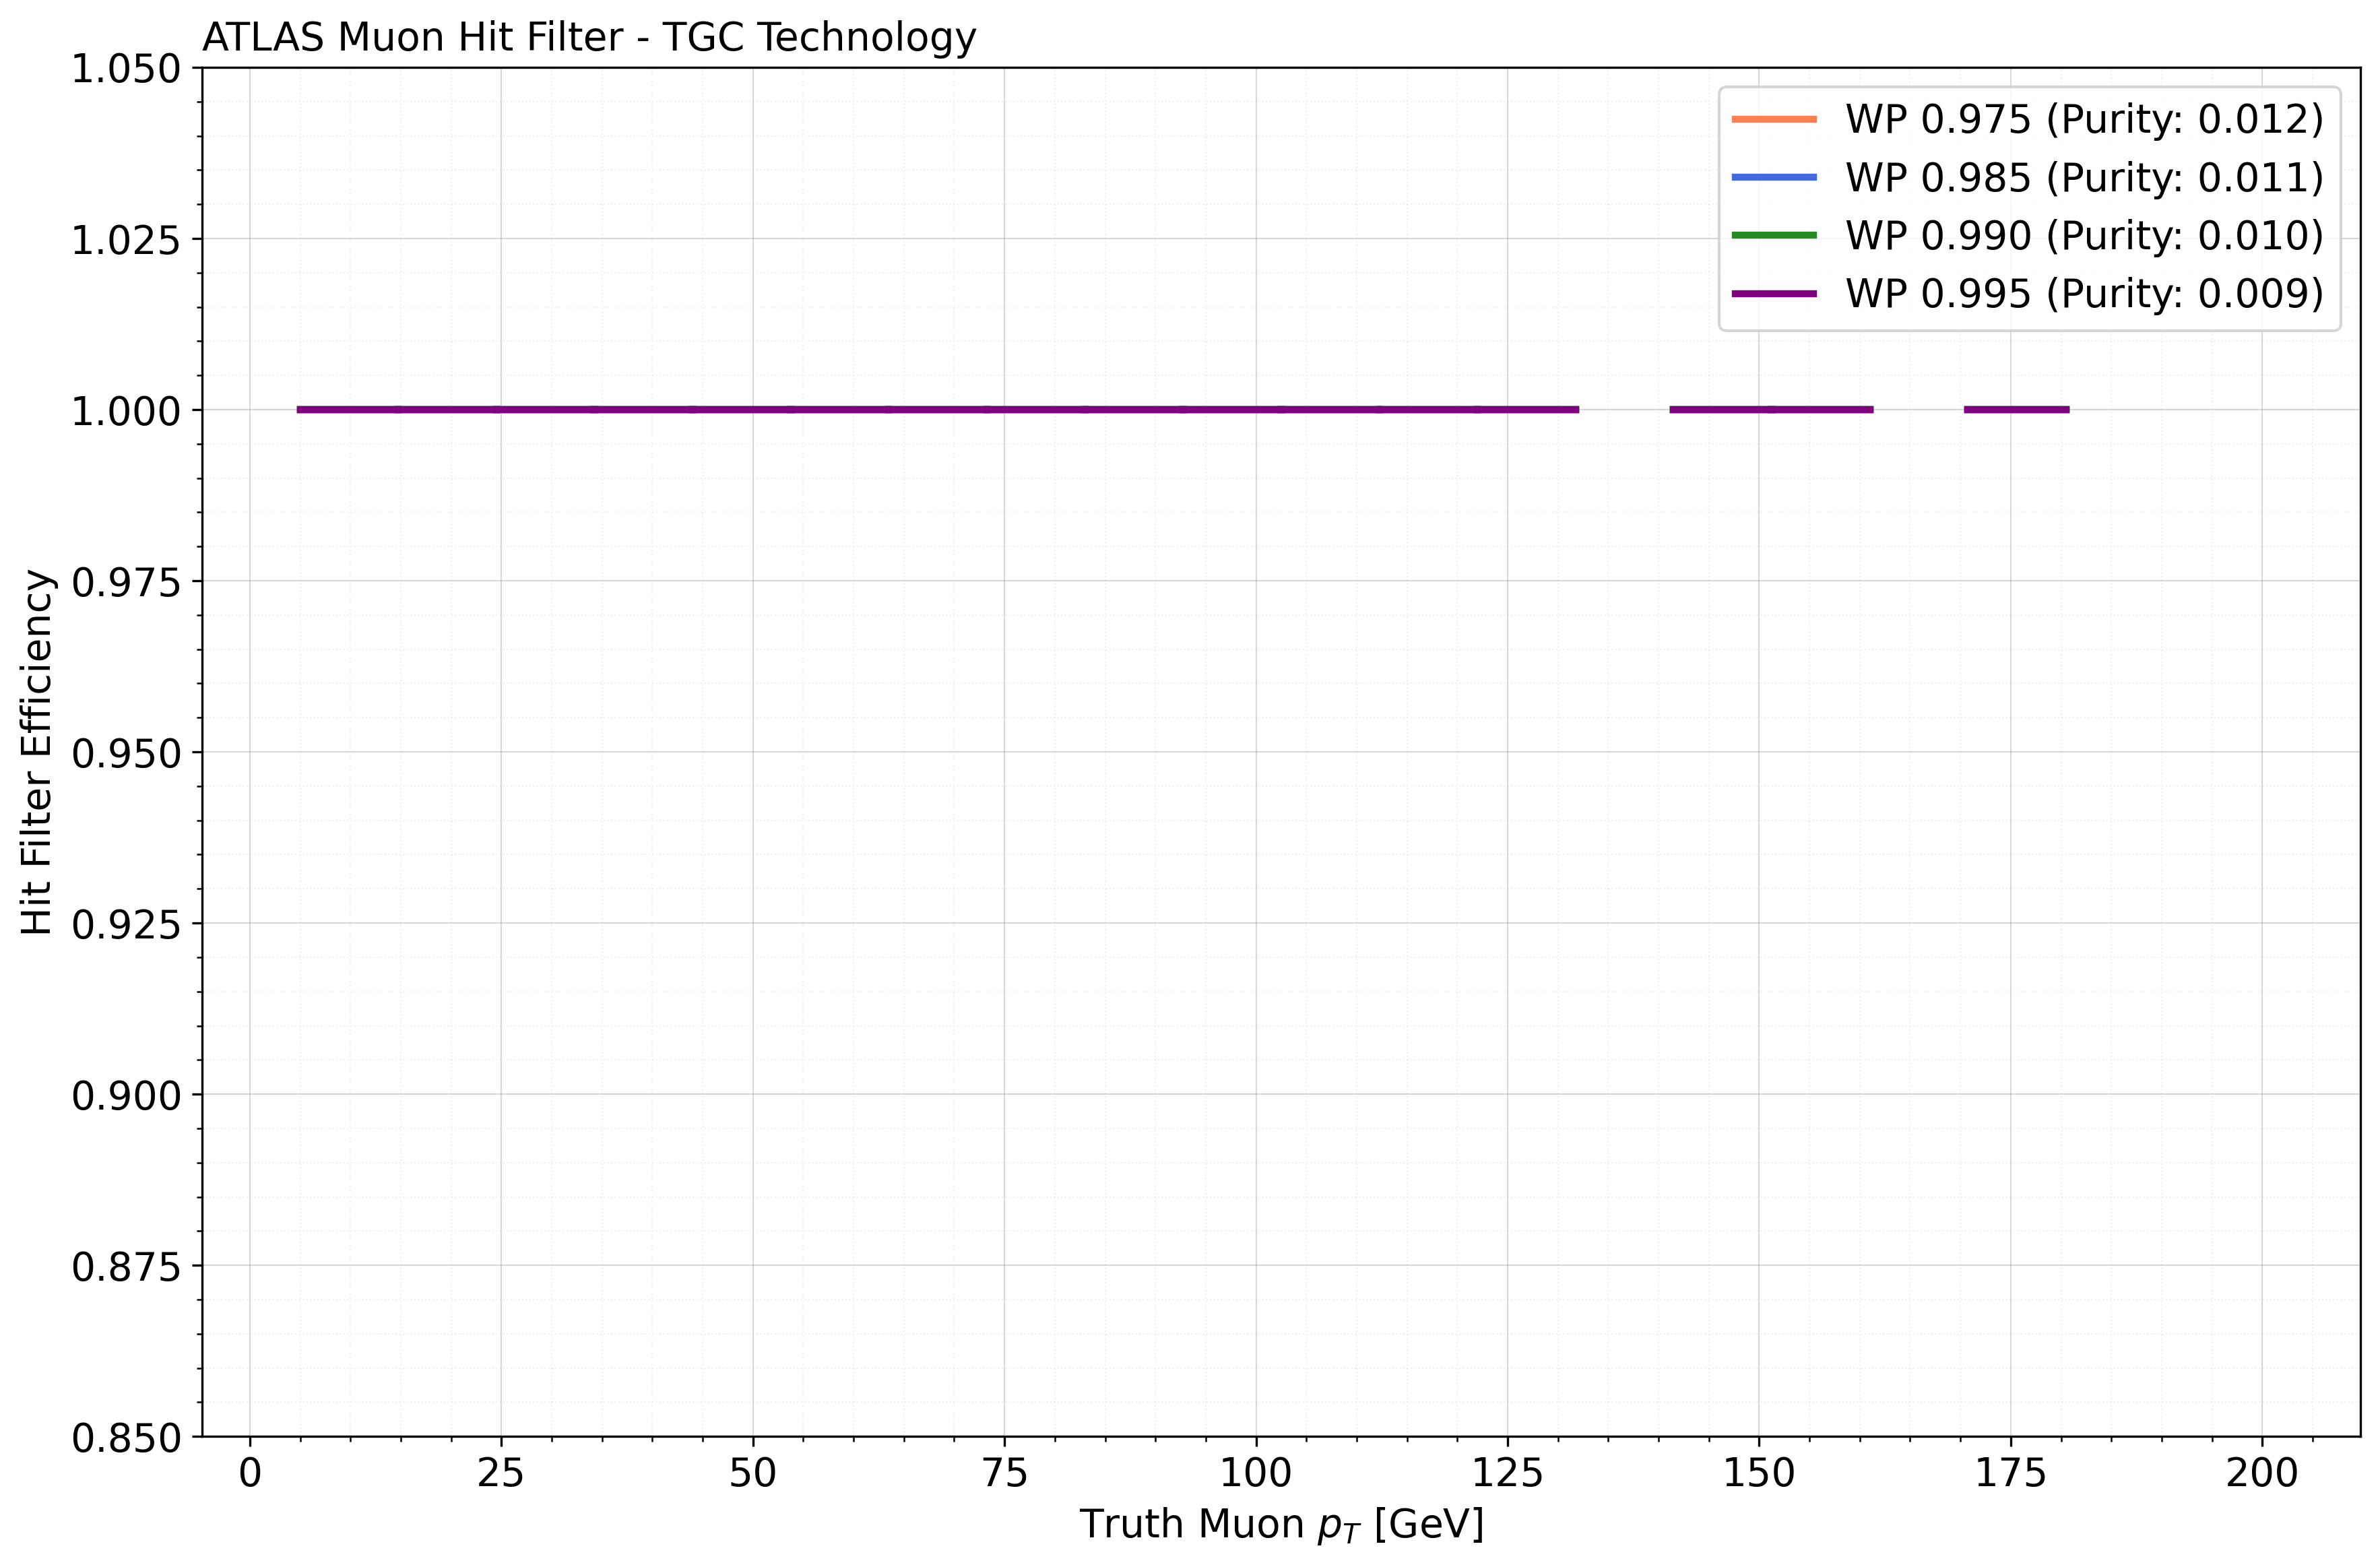 ATLAS Muon Hit Filter - TGC Technology
1.050
1.025
1.000
0.975
0.950
0.925
0.900
0.875
0.850
Hit Filter Efficiency
WP 0.975 (Purity: 0.012)
WP 0.985 (Purity: 0.011)
WP 0.990 (Purity: 0.010)
WP 0.995 (Purity: 0.009)
0 25 50 75 100 125 150 175 200
Truth Muon p_T [GeV]